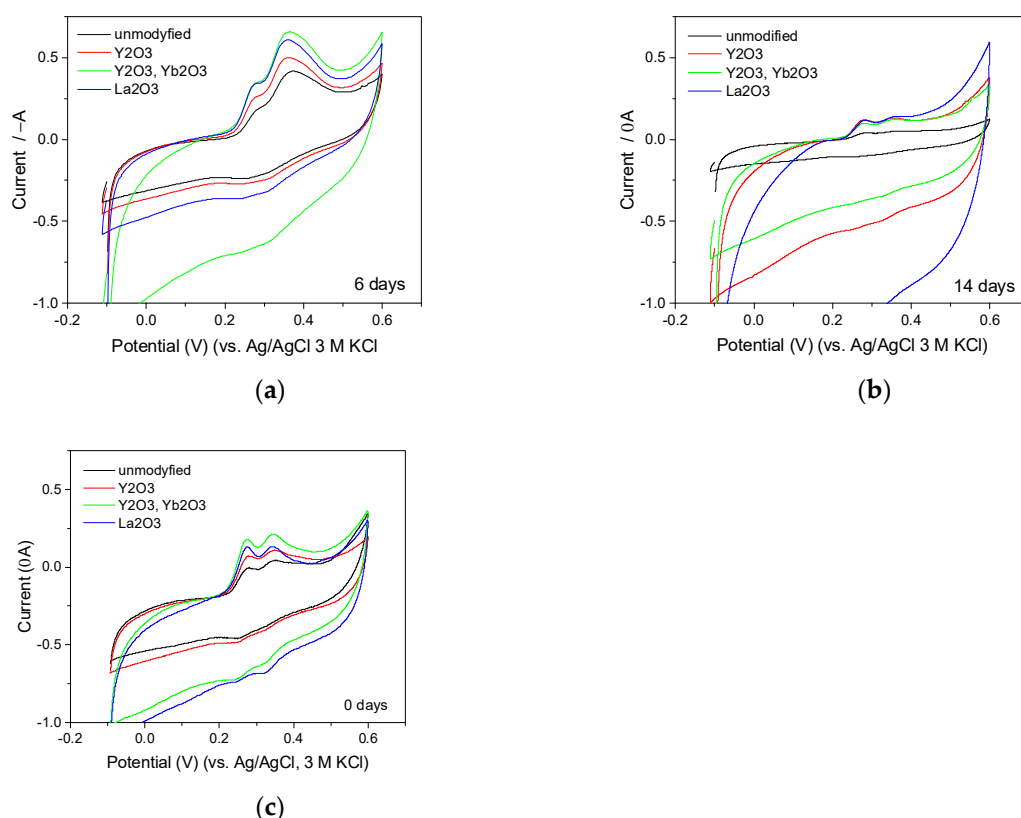 unmodyfied
Y2O3
Y2O3, Yb2O3
La2O3
0.5
0.0
-0.5
-1.0
Current / –A
6 days
-0.2
0.0
0.2
0.4
0.6
Potential (V) (vs. Ag/AgCl 3 M KCl
(a)
unmodified
Y2O3
Y2O3, Yb2O3
La2O3
0.5
0.0
-0.5
-1.0
Current / 0A
14 days
-0.2
0.0
0.2
0.4
0.6
Potential (V) (vs. Ag/AgCl 3 M KCl)
(b)
unmodyfied
Y2O3
Y2O3, Yb2O3
La2O3
0.5
0.0
-0.5
-1.0
Current (0A)
0 days
-0.2
0.0
0.2
0.4
0.6
Potential (V) (vs. Ag/AgCl, 3 M KCl)
(c)